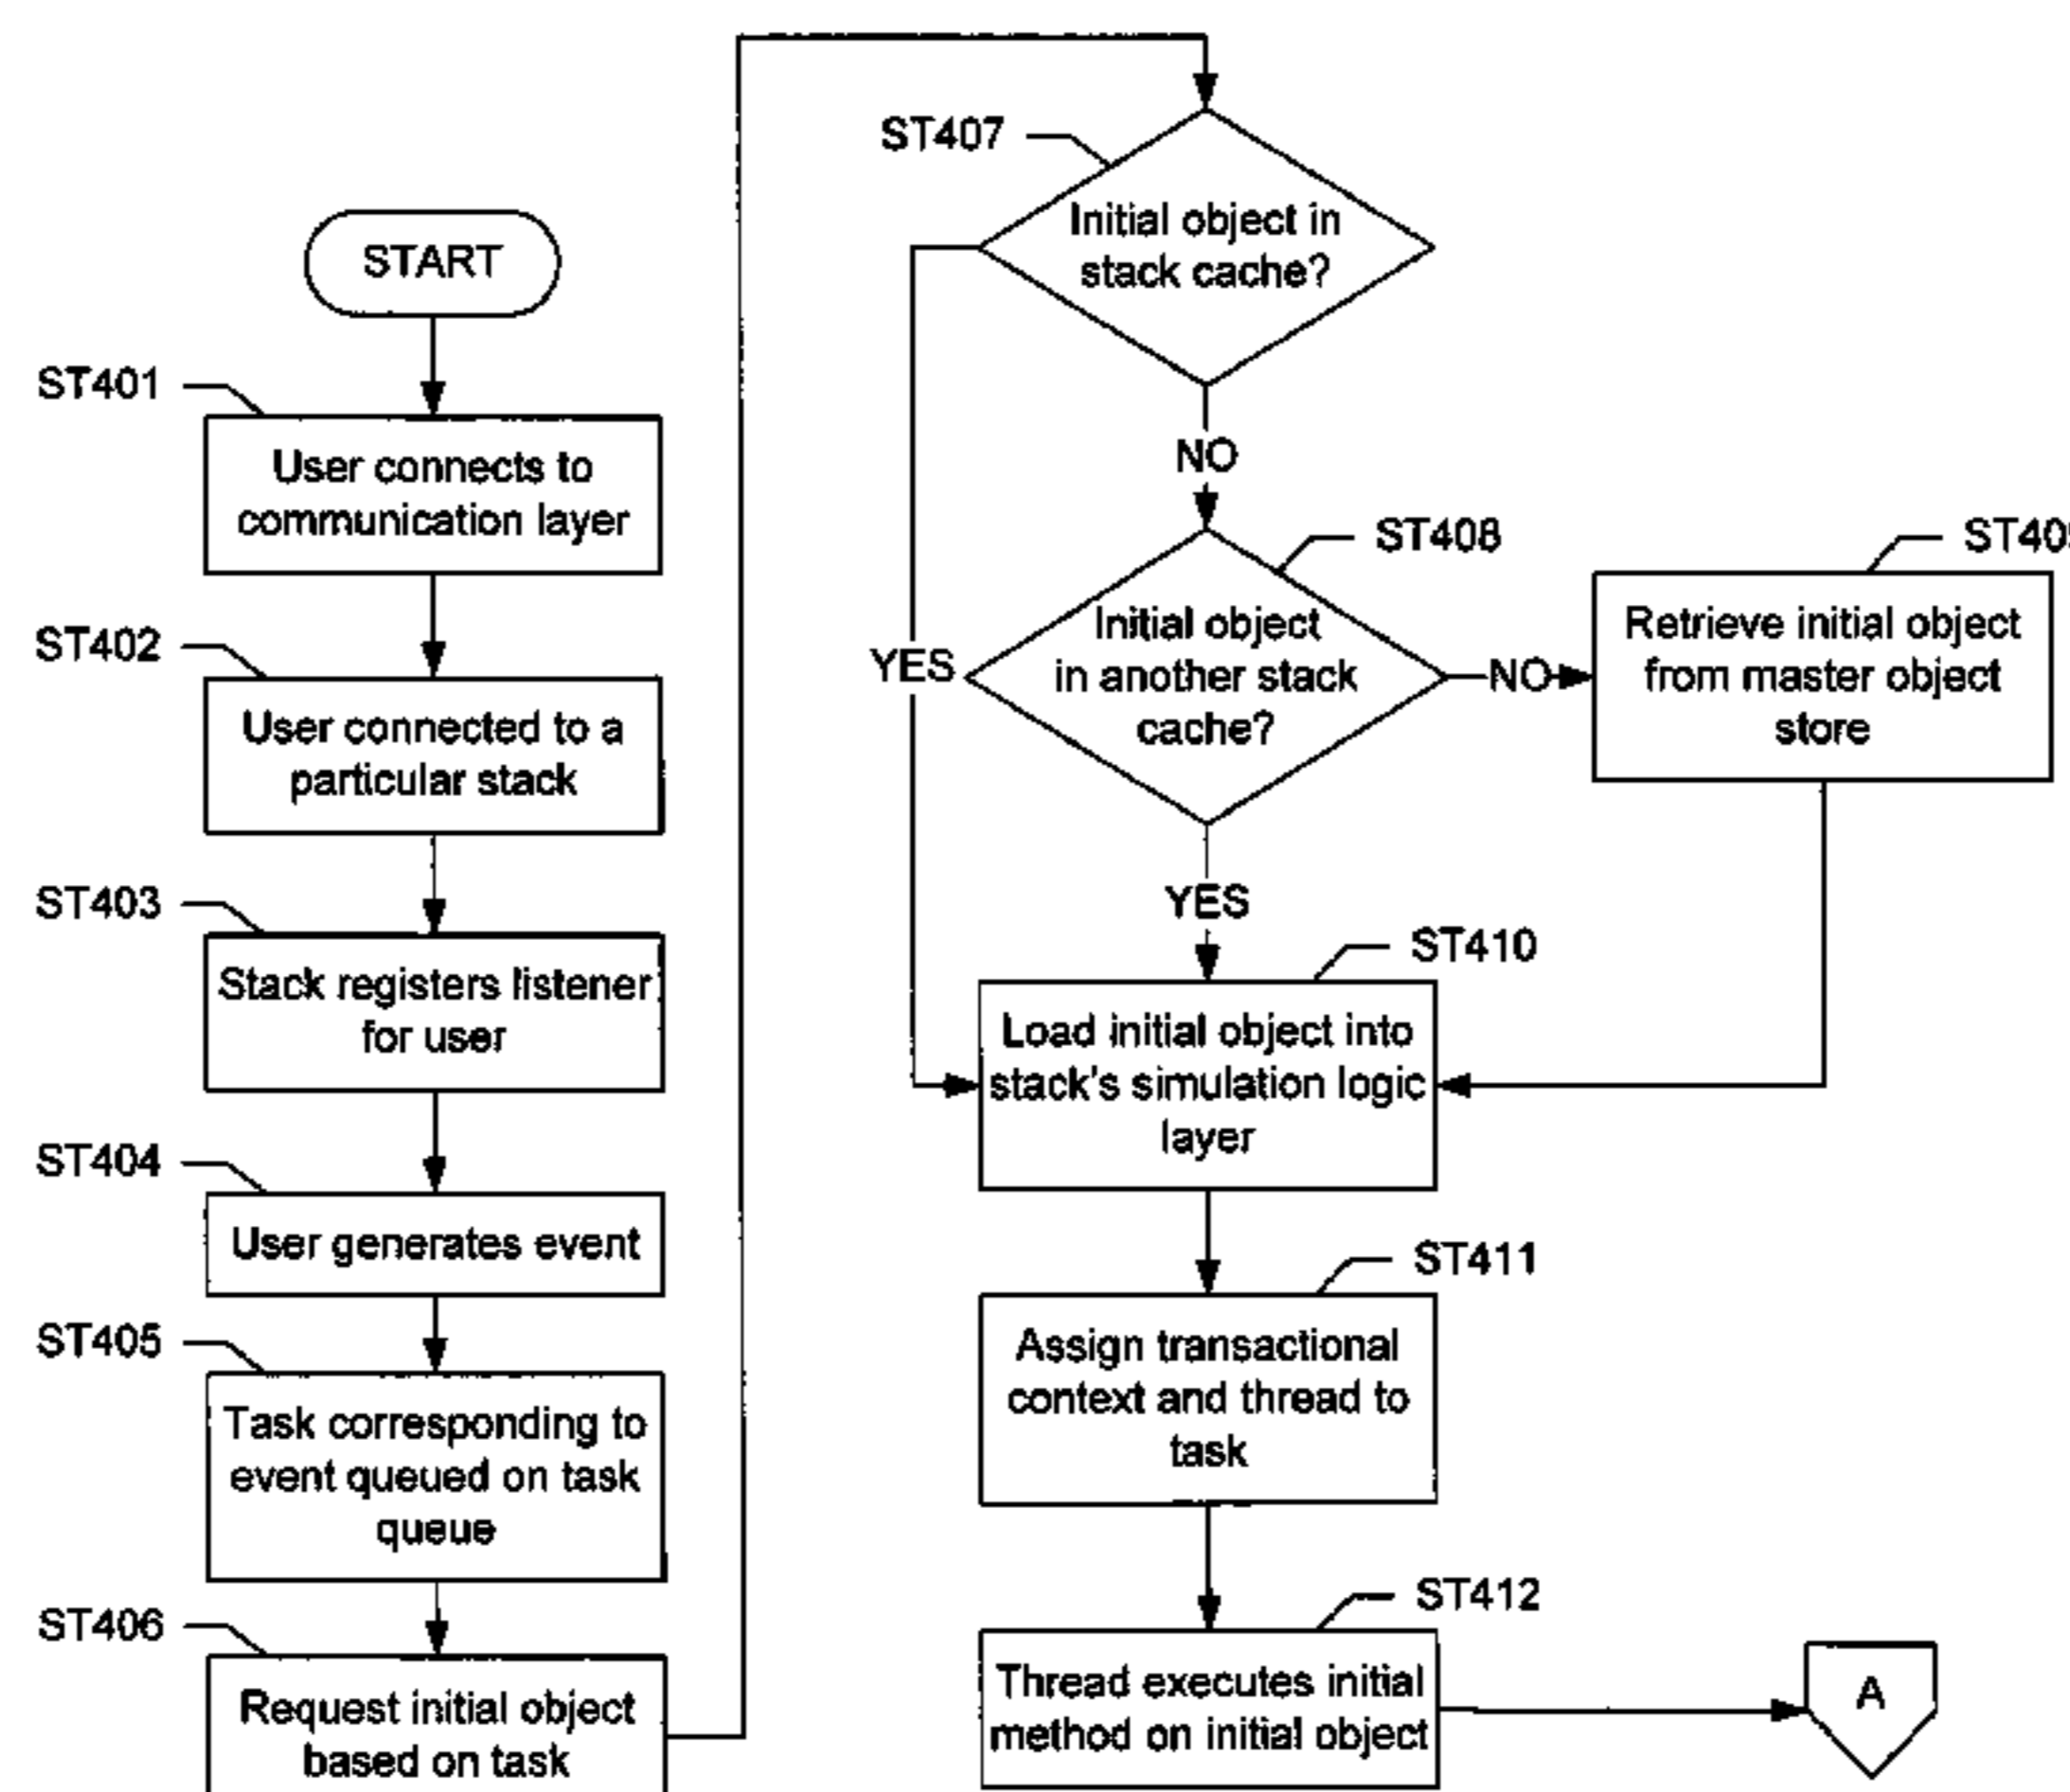 START
ST401
User connects to
communication layer
ST402
User connected to a
particular stack
ST403
Stack registers listener
for user
ST404
User generates event
ST405
Task corresponding to
event queued on task
queue
ST406
Request initial object
based on task
ST407
Initial object in
stack cache?
NO
YES
ST408
Initial object
in another stack
cache?
NO
YES
ST409
Retrieve initial object
from master object
store
ST410
Load initial object into
stack's simulation logic
layer
ST411
Assign transactional
context and thread to
task
ST412
Thread executes initial
method on initial object
A